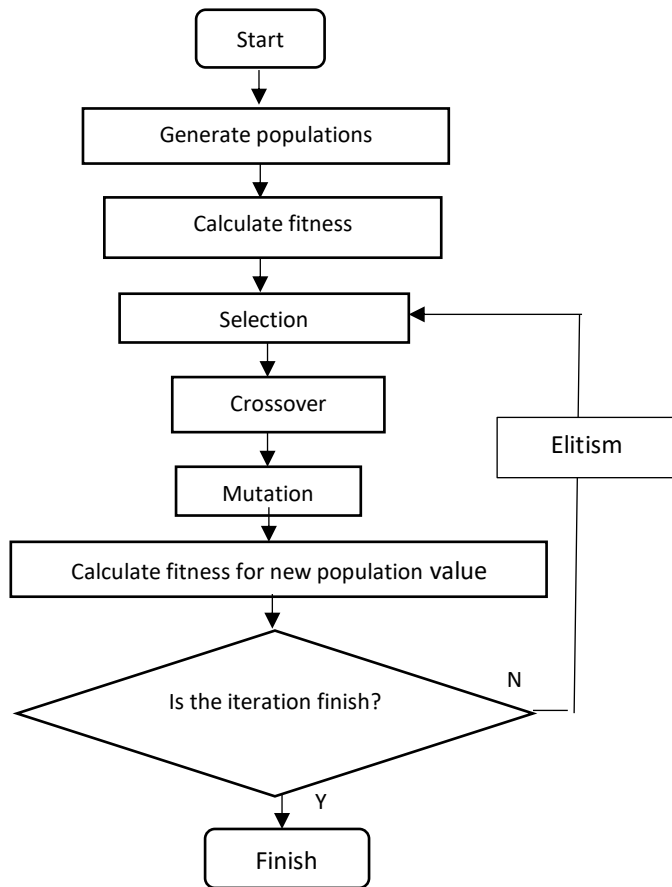 Start
Generate populations
Calculate fitness
Selection
Crossover
Elitism
Mutation
Calculate fitness for new population value
N
Is the iteration finish?
Y
Finish